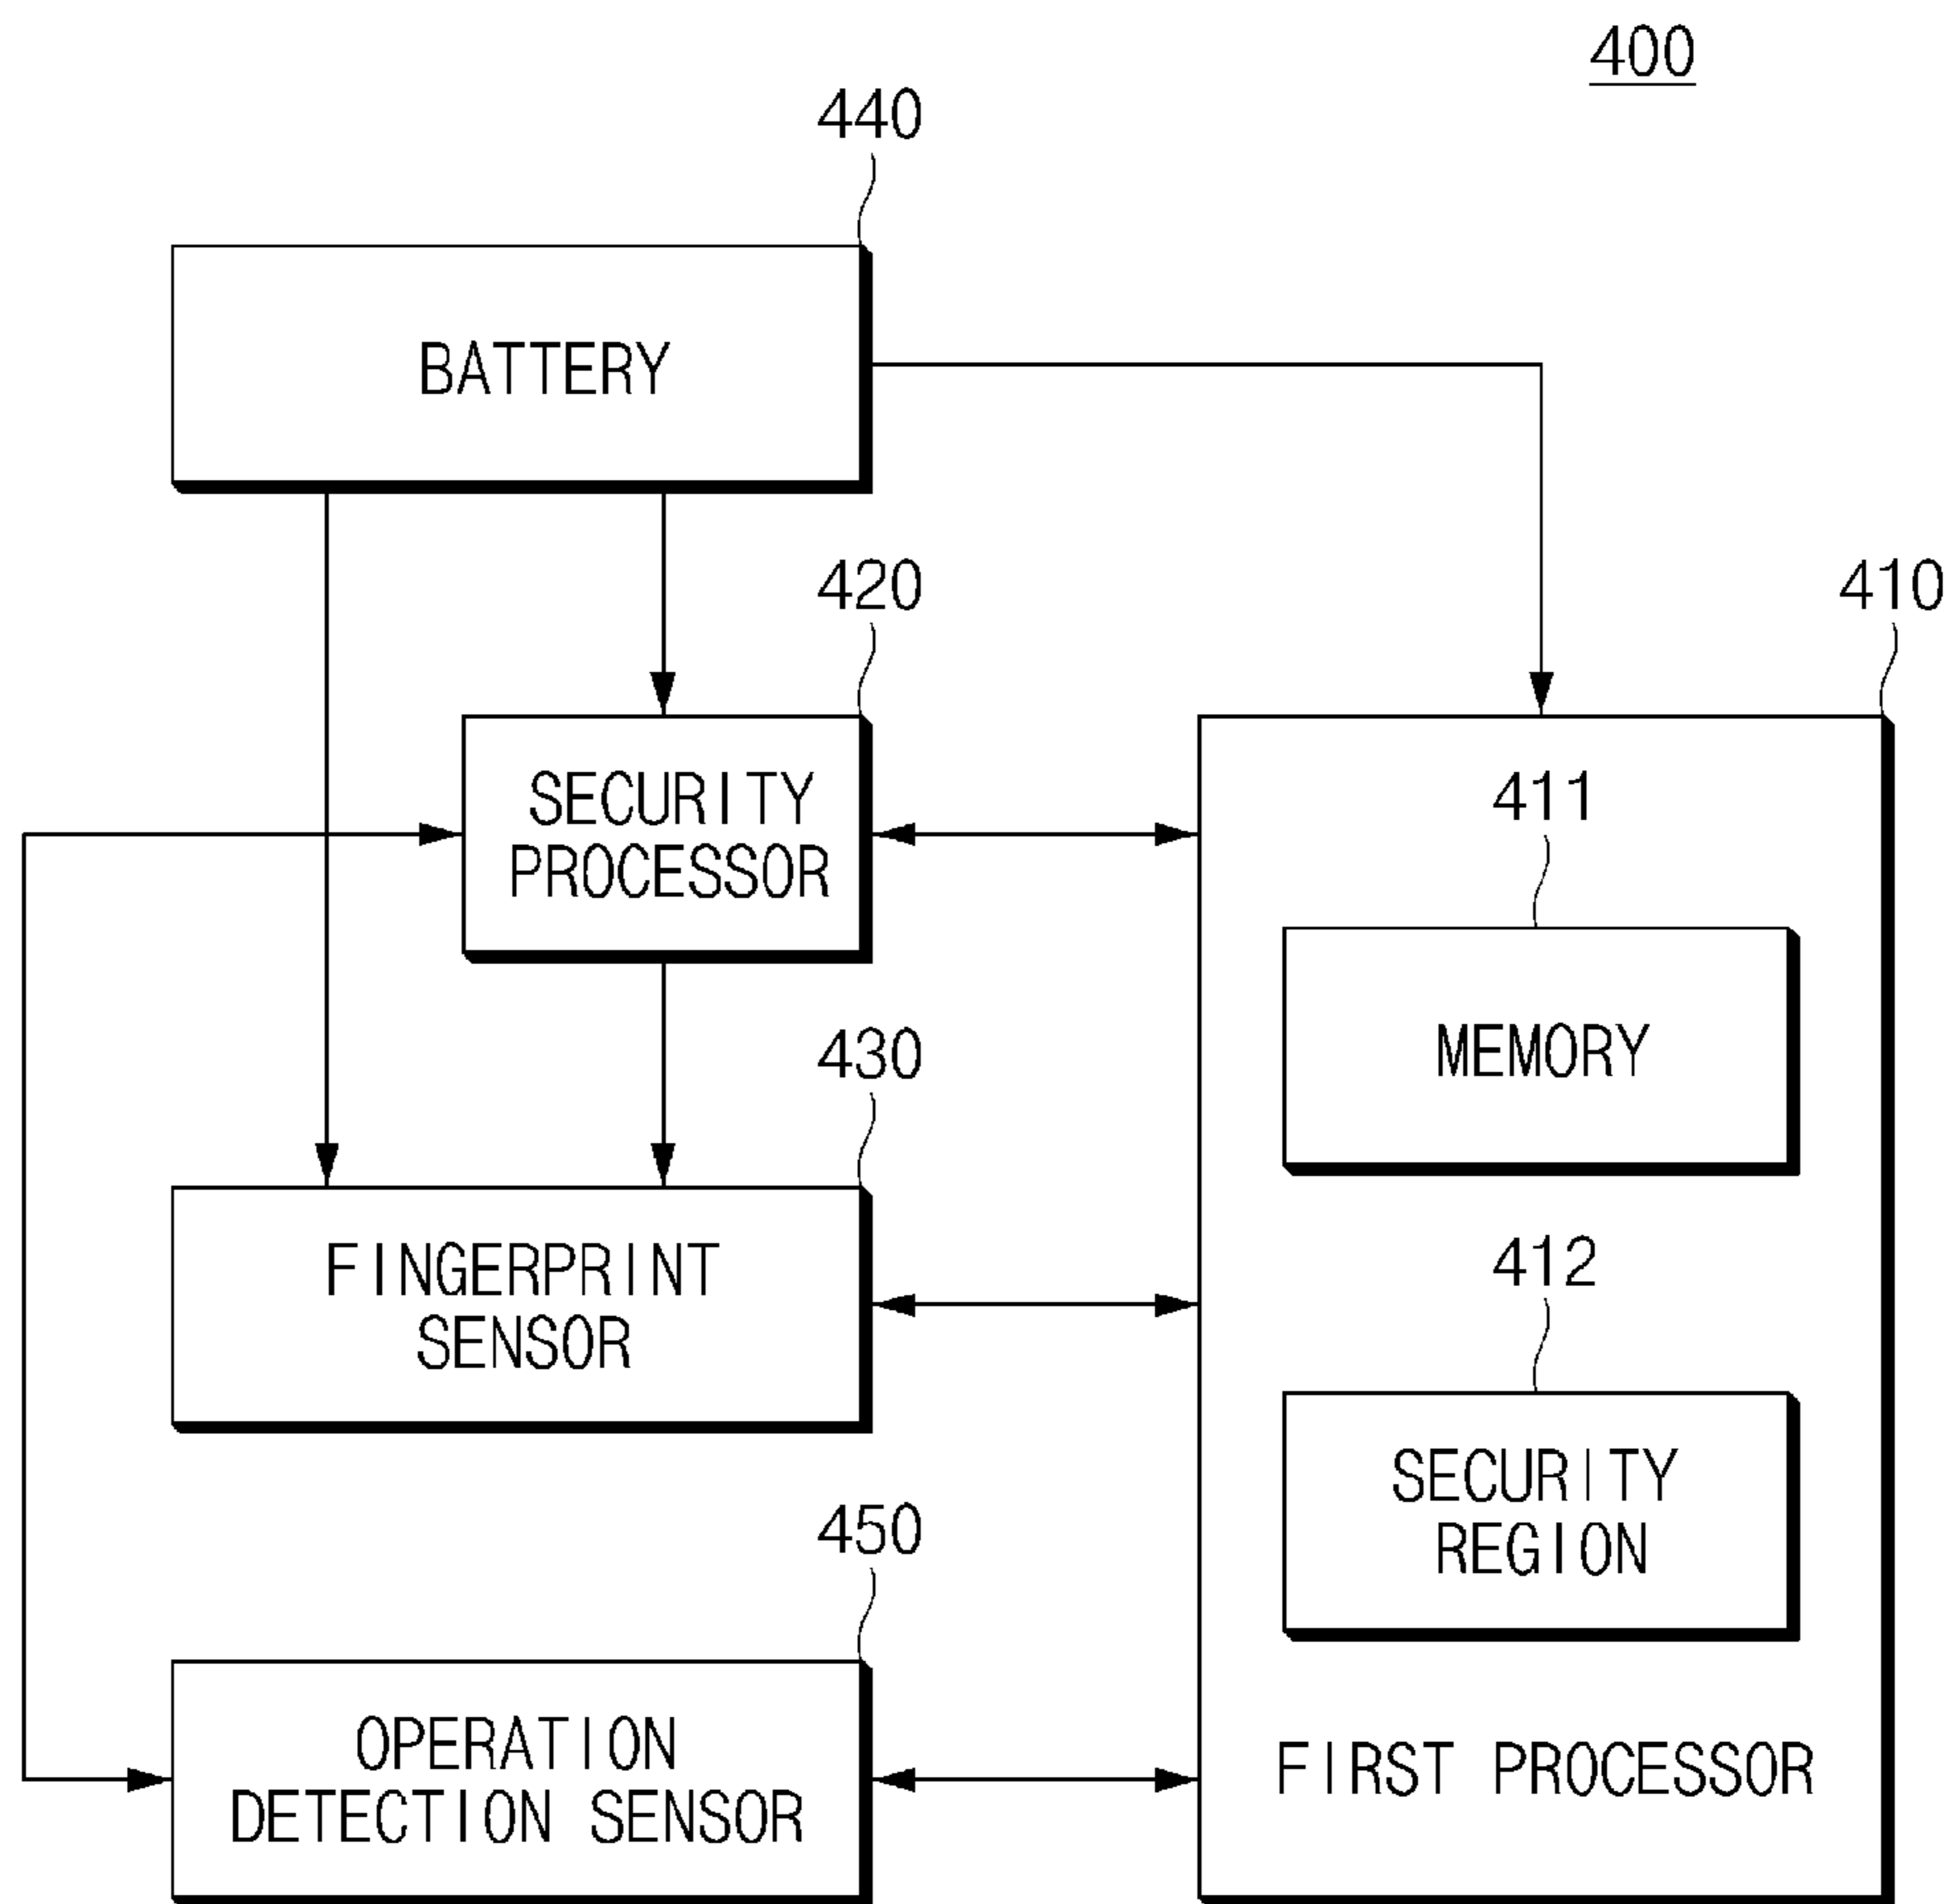 400
440
BATTERY
420
410
SECURITY
PROCESSOR
411
MEMORY
430
FINGERPRINT
SENSOR
412
SECURITY
REGION
450
OPERATION
DETECTION SENSOR
FIRST PROCESSOR